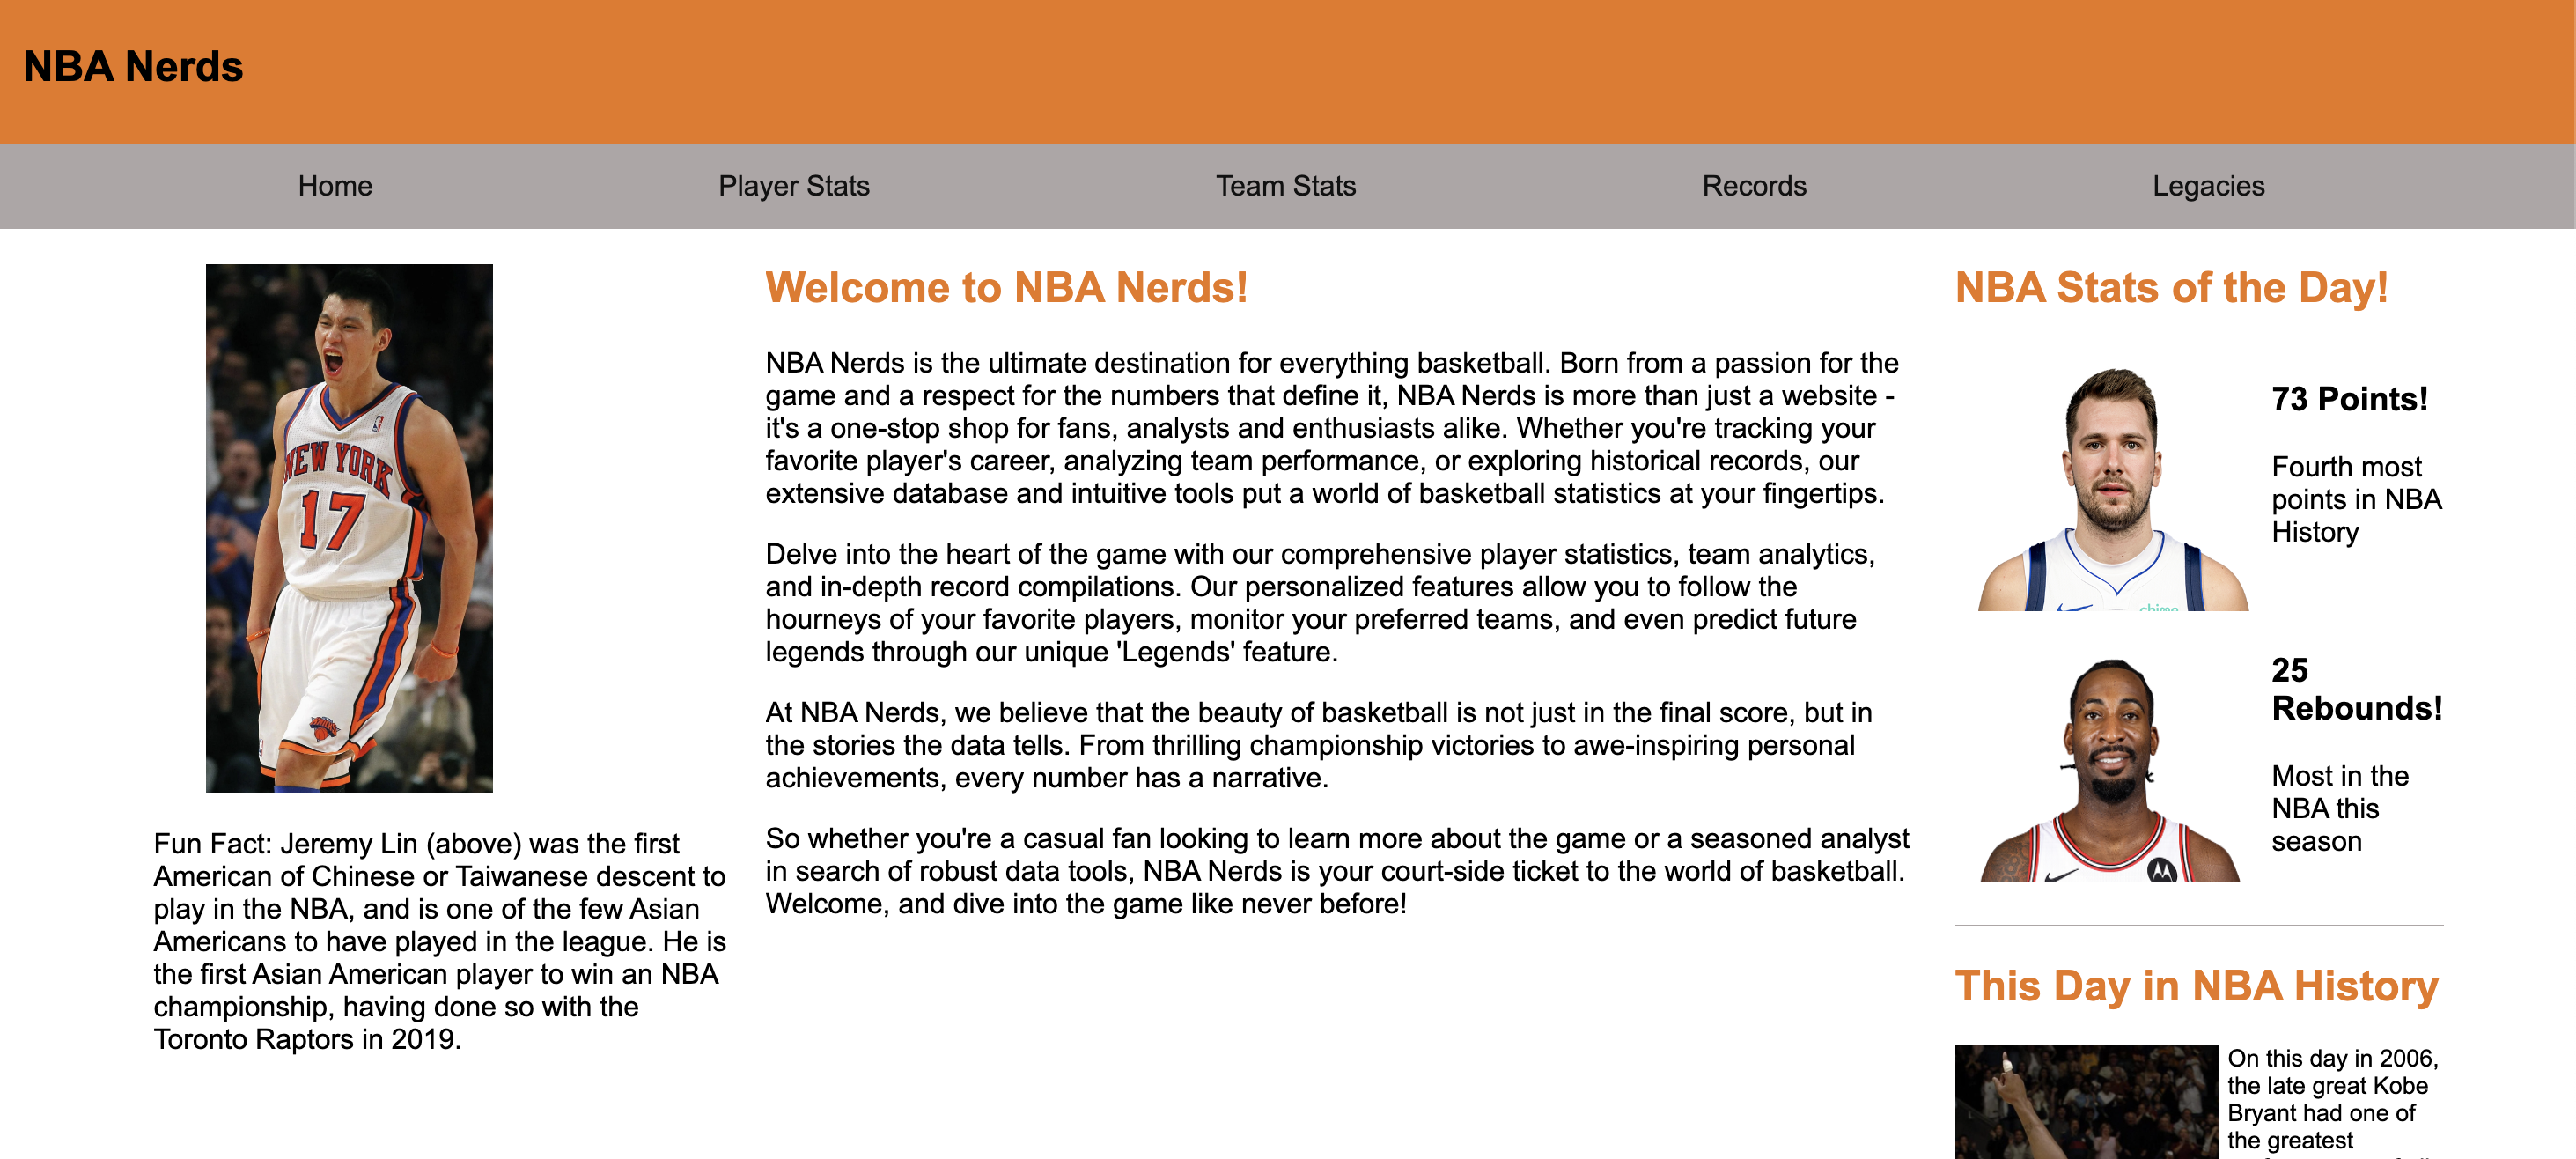 NBA Nerds
Home
Player Stats
Team Stats
Records
Legacies
NEW YORK
17
Fun Fact: Jeremy Lin (above) was the first
American of Chinese or Taiwanese descent to
play in the NBA, and is one of the few Asian
Americans to have played in the league. He is
the first Asian American player to win an NBA
championship, having done so with the
Toronto Raptors in 2019.
Welcome to NBA Nerds!
NBA Nerds is the ultimate destination for everything basketball. Born from a passion for the
game and a respect for the numbers that define it, NBA Nerds is more than just a website -
it's a one-stop shop for fans, analysts and enthusiasts alike. Whether you're tracking your
favorite player's career, analyzing team performance, or exploring historical records, our
extensive database and intuitive tools put a world of basketball statistics at your fingertips.
Delve into the heart of the game with our comprehensive player statistics, team analytics,
and in-depth record compilations. Our personalized features allow you to follow the
hourneys of your favorite players, monitor your preferred teams, and even predict future
legends through our unique 'Legends' feature.
At NBA Nerds, we believe that the beauty of basketball is not just in the final score, but in
the stories the data tells. From thrilling championship victories to awe-inspiring personal
achievements, every number has a narrative.
So whether you're a casual fan looking to learn more about the game or a seasoned analyst
in search of robust data tools, NBA Nerds is your court-side ticket to the world of basketball.
Welcome, and dive into the game like never before!
NBA Stats of the Day!
73 Points!
Fourth most
points in NBA
History
chime
25
Rebounds!
Most in the
NBA this
season
This Day in NBA History
On this day in 2006,
the late great Kobe
Bryant had one of
the greatest